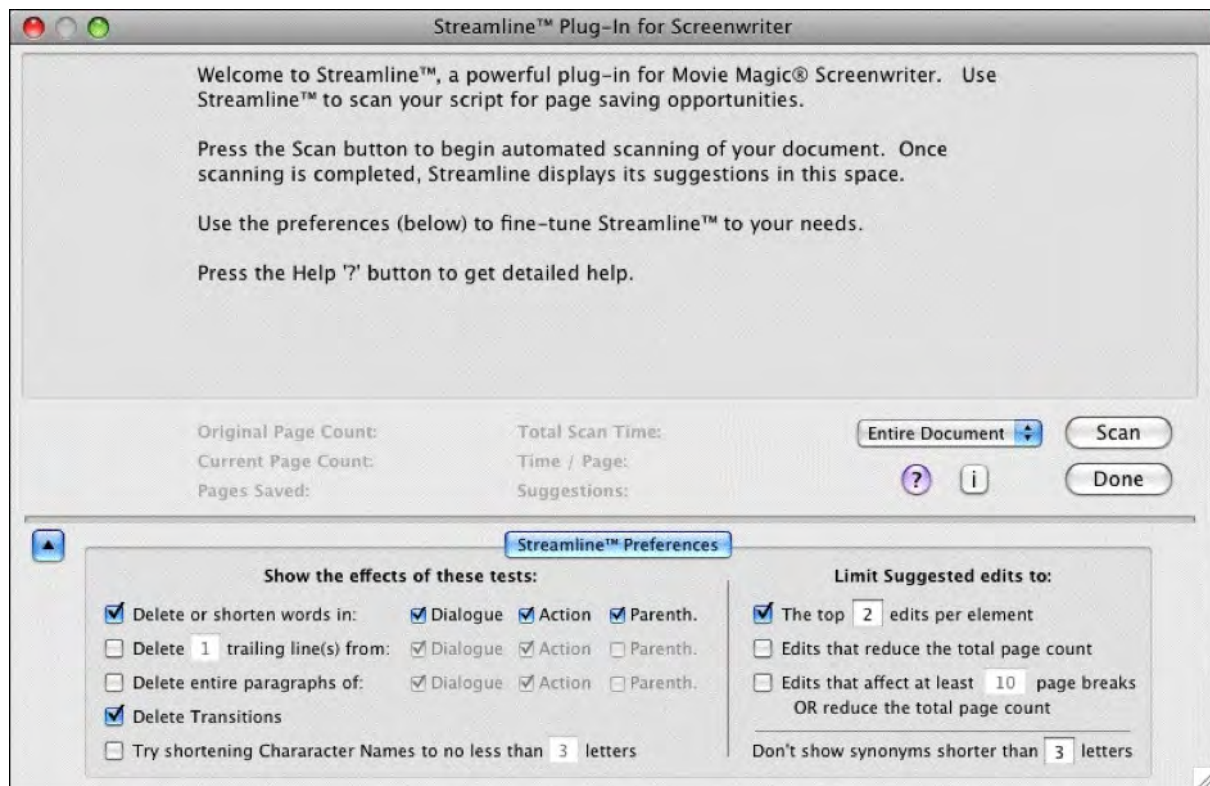 Streamline™ Plug-In for Screenwriter
Welcome to Streamline™, a powerful plug-in for Movie Magic® Screenwriter. Use
Streamline™ to scan your script for page saving opportunities.
Press the Scan button to begin automated scanning of your document. Once
scanning is completed, Streamline displays its suggestions in this space.
Use the preferences (below) to fine-tune Streamline™ to your needs.
Press the Help '?' button to get detailed help.
Original Page Count: Total Scan Time: Entire Document Scan
Current Page Count: Time / Page:
Pages Saved: Suggestions: ? i Done
Streamline™ Preferences
Show the effects of these tests:
Delete or shorten words in: Dialogue Action Parenth.
Delete 1 trailing line(s) from: Dialogue Action Parenth.
Delete entire paragraphs of: Dialogue Action Parenth.
Delete Transitions
Try shortening Chararacter Names to no less than 3 letters
Limit Suggested edits to:
The top 2 edits per element
Edits that reduce the total page count
Edits that affect at least 10 page breaks
OR reduce the total page count
Don't show synonyms shorter than 3 letters